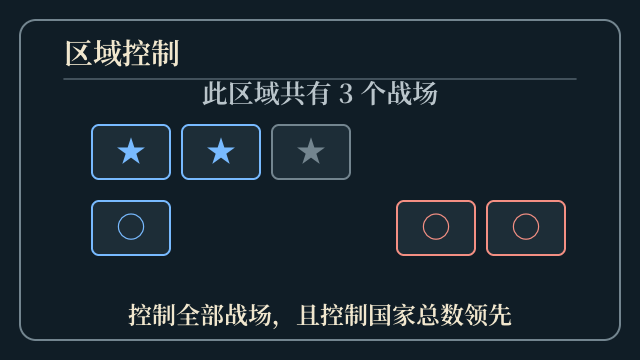 区域控制
此区域共有 3 个战场
★ ★ ★
○ ○ ○
控制全部战场，且控制国家总数领先